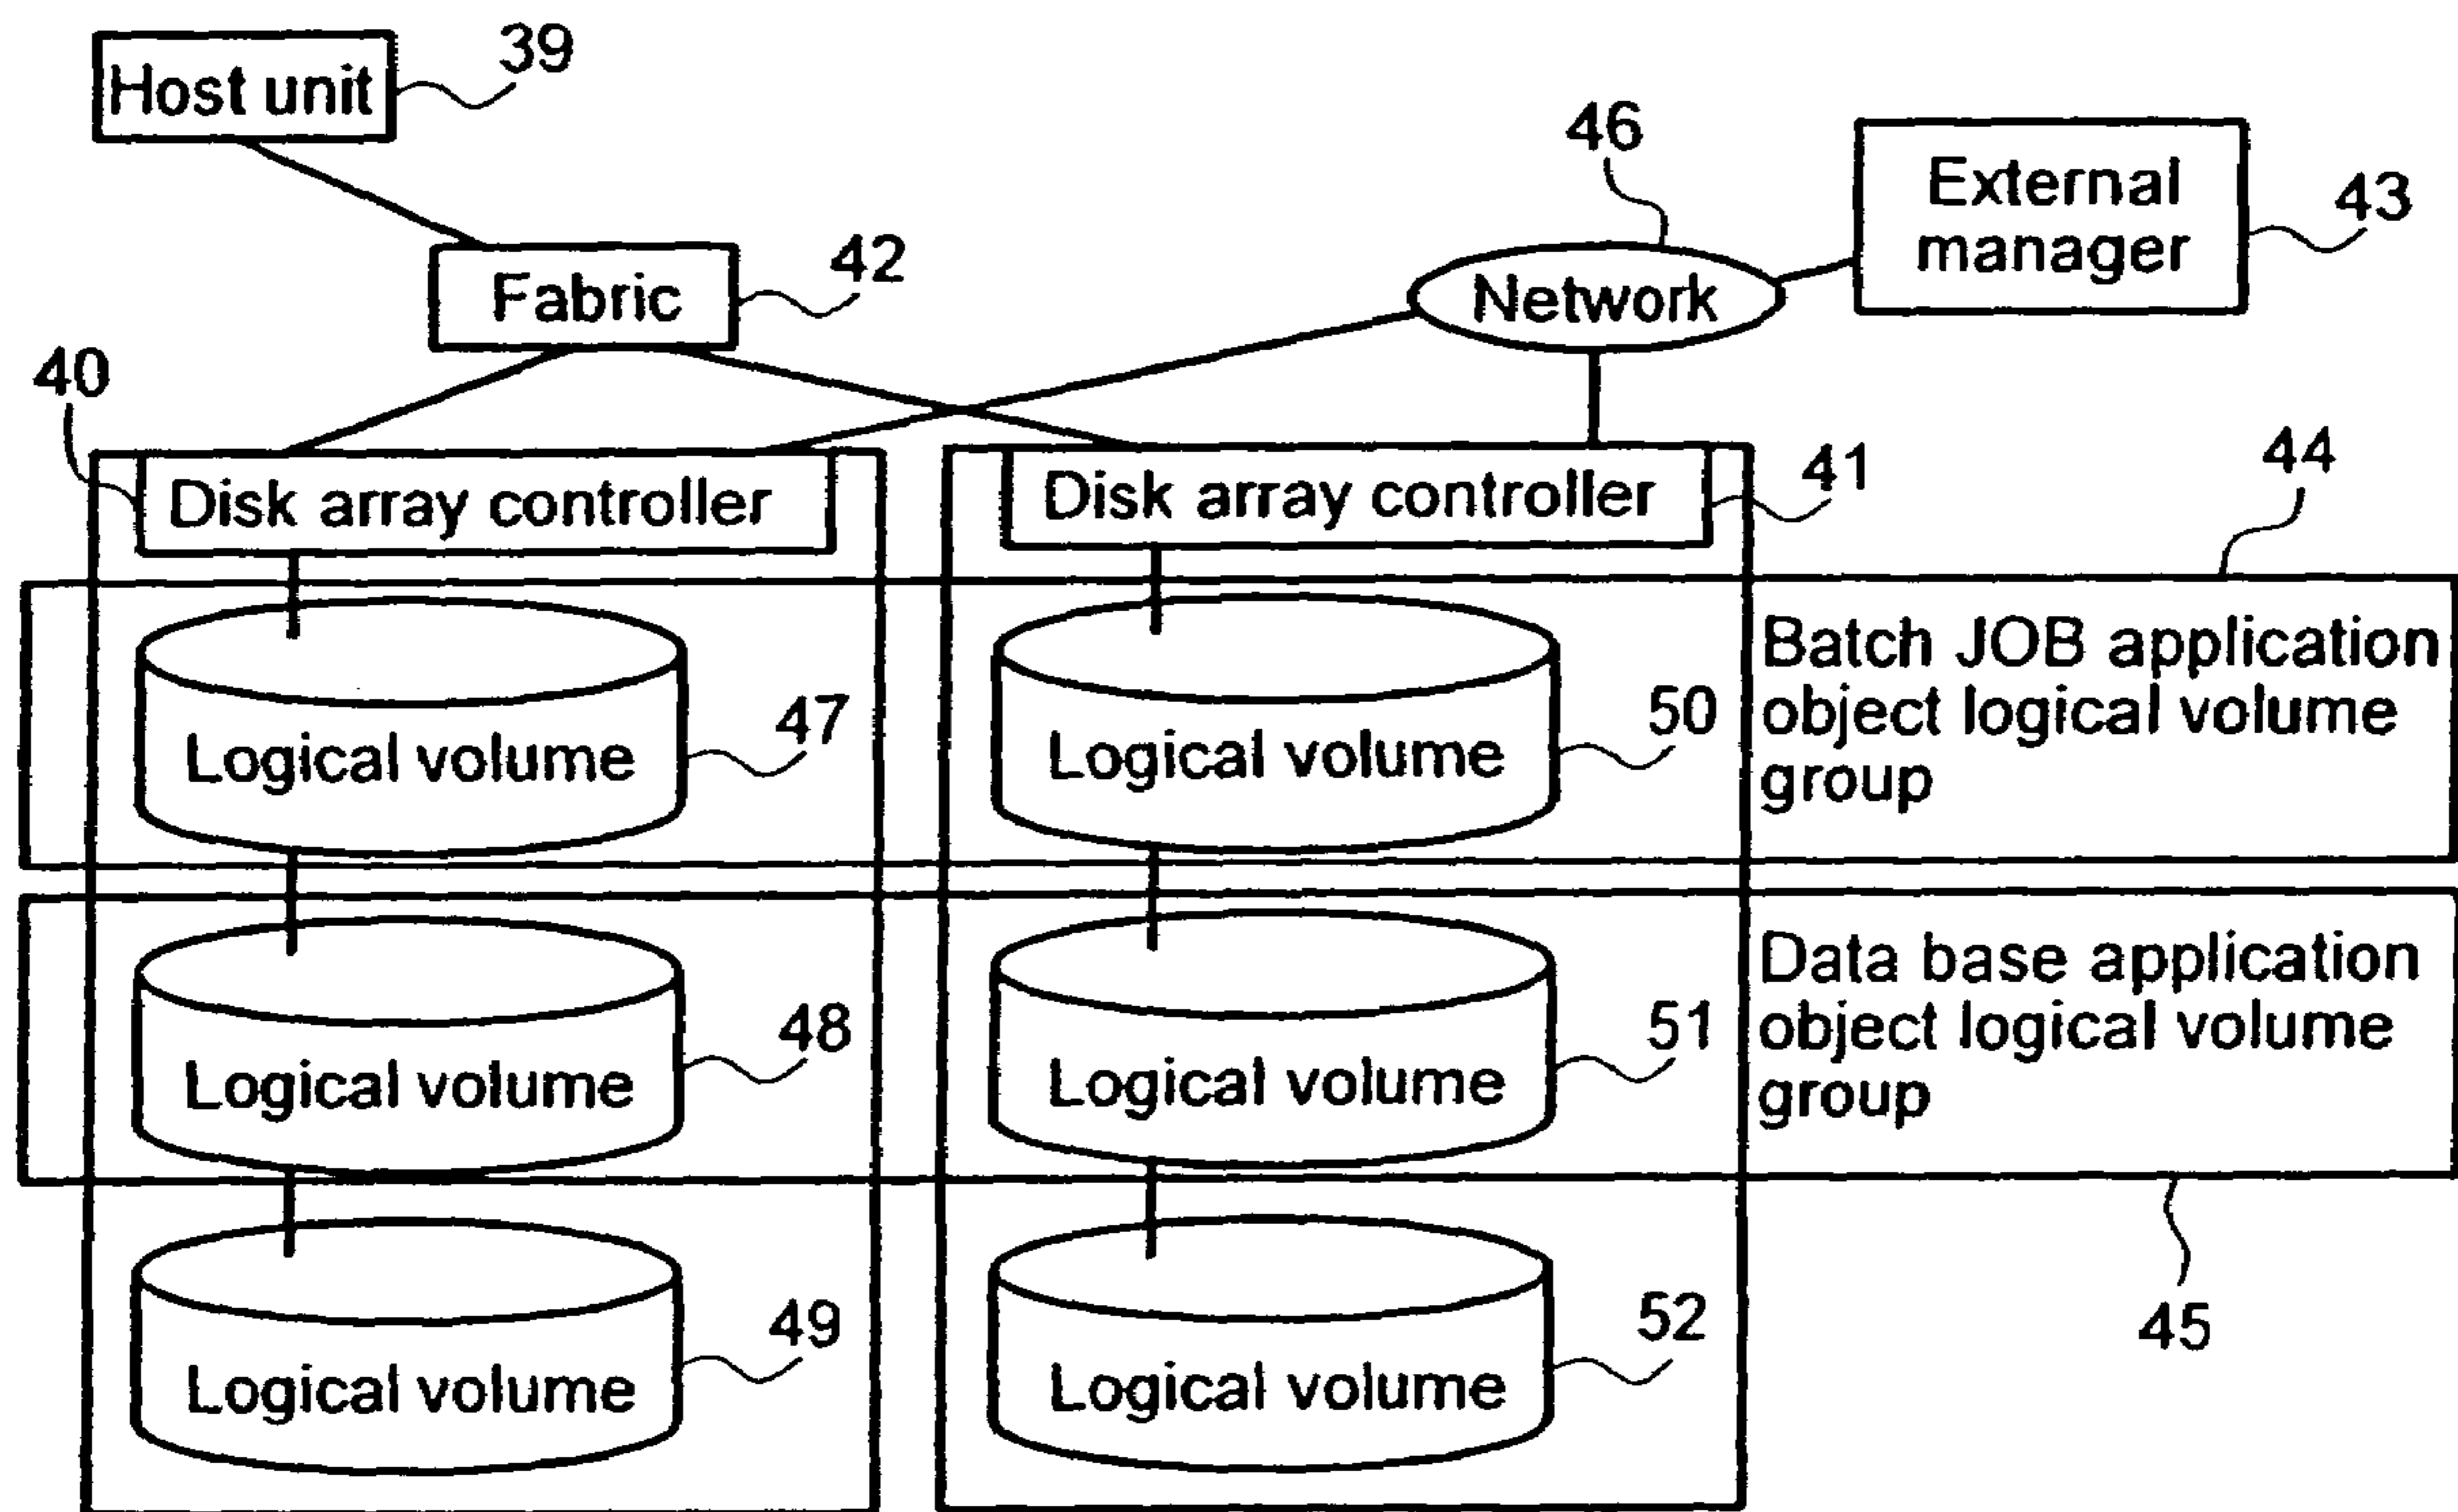 39
Host unit
46
External
manager
43
42
Fabric
Network
40
Disk array controller
Disk array controller
41
44
Batch JOB application
object logical volume
group
47
Logical volume
50
Logical volume
Data base application
object logical volume
group
48
Logical volume
51
Logical volume
49
Logical volume
52
Logical volume
45